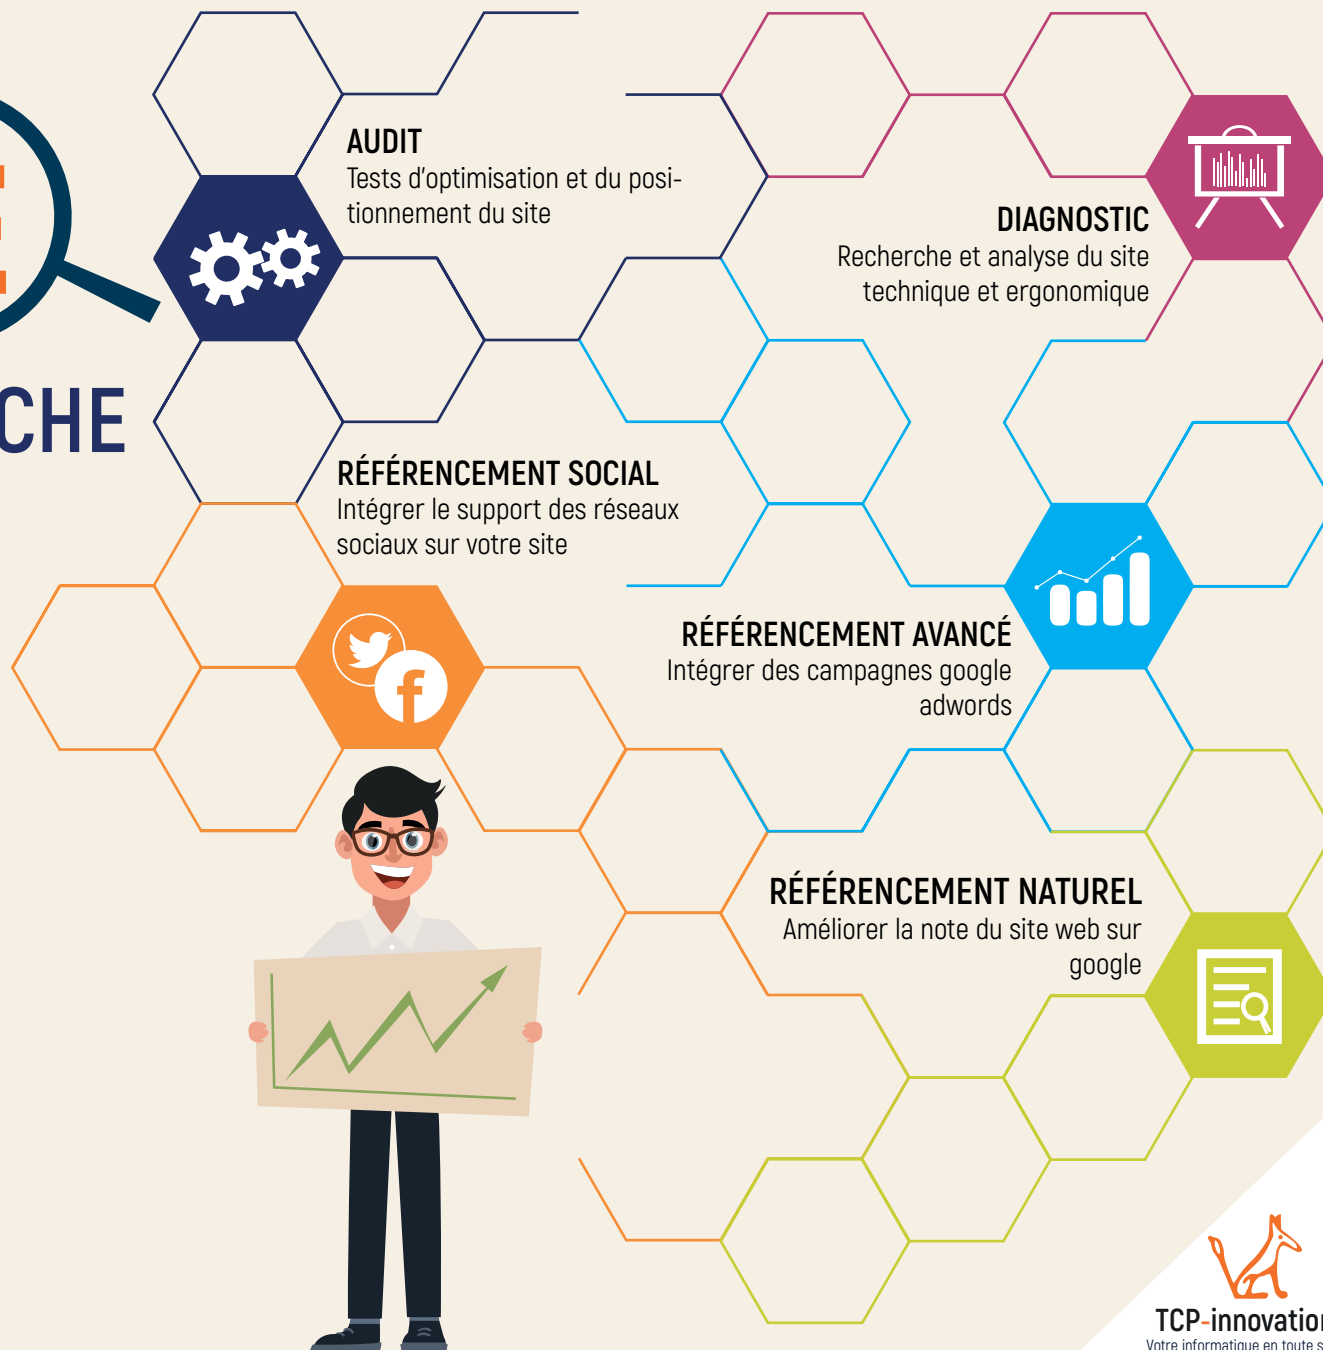 AUDIT
Tests d'optimisation et du posi-
tionnement du site
DIAGNOSTIC
Recherche et analyse du site
technique et ergonomique
CHE
RÉFÉRENCEMENT SOCIAL
Intégrer le support des réseaux
sociaux sur votre site
RÉFÉRENCEMENT AVANCÉ
Intégrer des campagnes google
adwords
RÉFÉRENCEMENT NATUREL
Améliorer la note du site web sur
google
TCP-innovation
Votre informatique en toute s